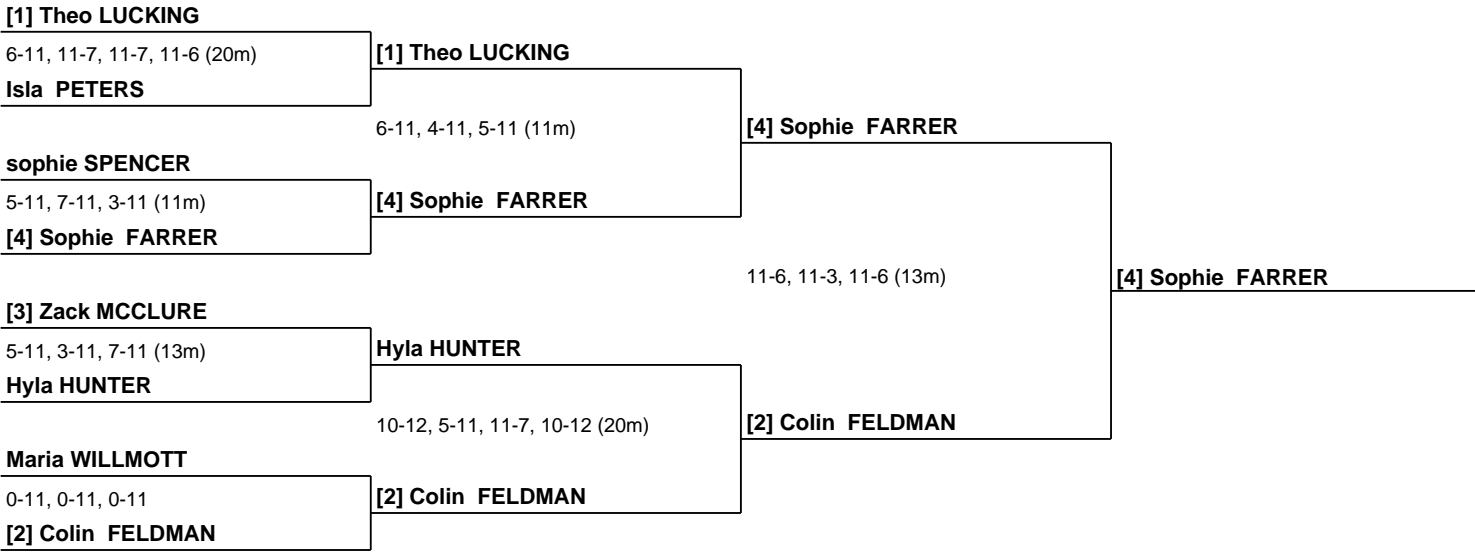 [1] Theo LUCKING
6-11, 11-7, 11-7, 11-6 (20m)
Isla PETERS
sophie SPENCER
5-11, 7-11, 3-11 (11m)
[4] Sophie FARRER
[3] Zack MCCLURE
5-11, 3-11, 7-11 (13m)
Hyla HUNTER
Maria WILLMOTT
0-11, 0-11, 0-11
[2] Colin FELDMAN
[1] Theo LUCKING
6-11, 4-11, 5-11 (11m)
[4] Sophie FARRER
Hyla HUNTER
10-12, 5-11, 11-7, 10-12 (20m)
[2] Colin FELDMAN
[4] Sophie FARRER
11-6, 11-3, 11-6 (13m)
[2] Colin FELDMAN
[4] Sophie FARRER